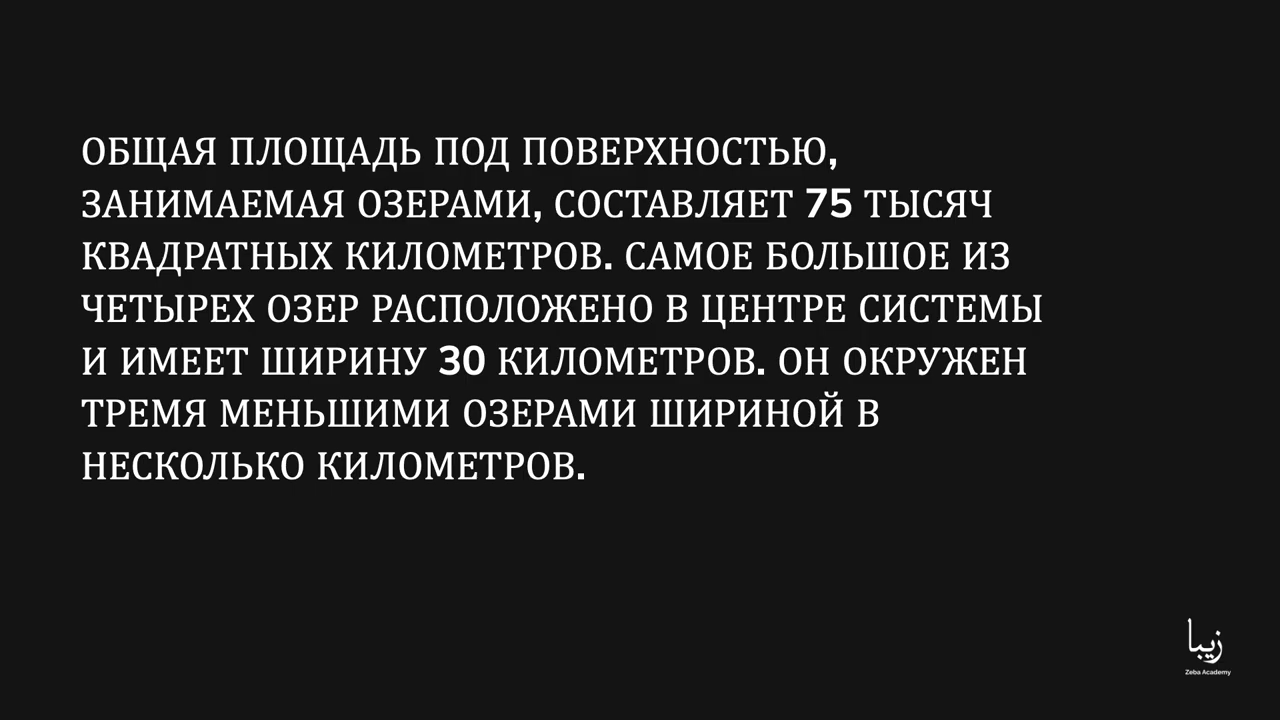 ОБЩАЯ ПЛОЩАДЬ ПОД ПОВЕРХНОСТЬЮ,
ЗАНИМАЕМАЯ ОЗЕРАМИ, СОСТАВЛЯЕТ 75 ТЫСЯЧ
КВАДРАТНЫХ КИЛОМЕТРОВ. САМОЕ БОЛЬШОЕ ИЗ
ЧЕТЫРЕХ ОЗЕР РАСПОЛОЖЕНО В ЦЕНТРЕ СИСТЕМЫ
И ИМЕЕТ ШИРИНУ 30 КИЛОМЕТРОВ. ОН ОКРУЖЕН
ТРЕМЯ МЕНЬШИМИ ОЗЕРАМИ ШИРИНОЙ В
НЕСКОЛЬКО КИЛОМЕТРОВ.
زیبا
Zeba Academy